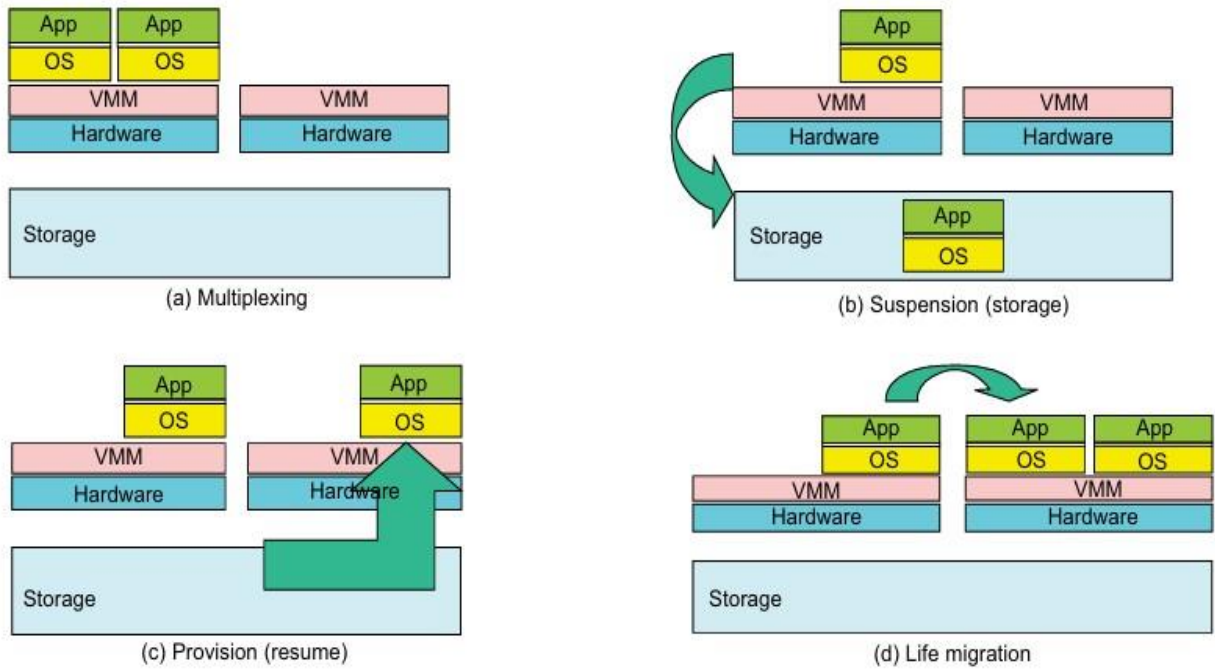 App App
OS OS
VMM VMM
Hardware Hardware
Storage
(a) Multiplexing
App
OS
VMM VMM
Hardware Hardware
App
Storage
OS
(b) Suspension (storage)
App App
OS OS
VMM VMM
Hardware Hardware
Storage
(c) Provision (resume)
App App App
OS OS OS
VMM VMM
Hardware Hardware
Storage
(d) Life migration